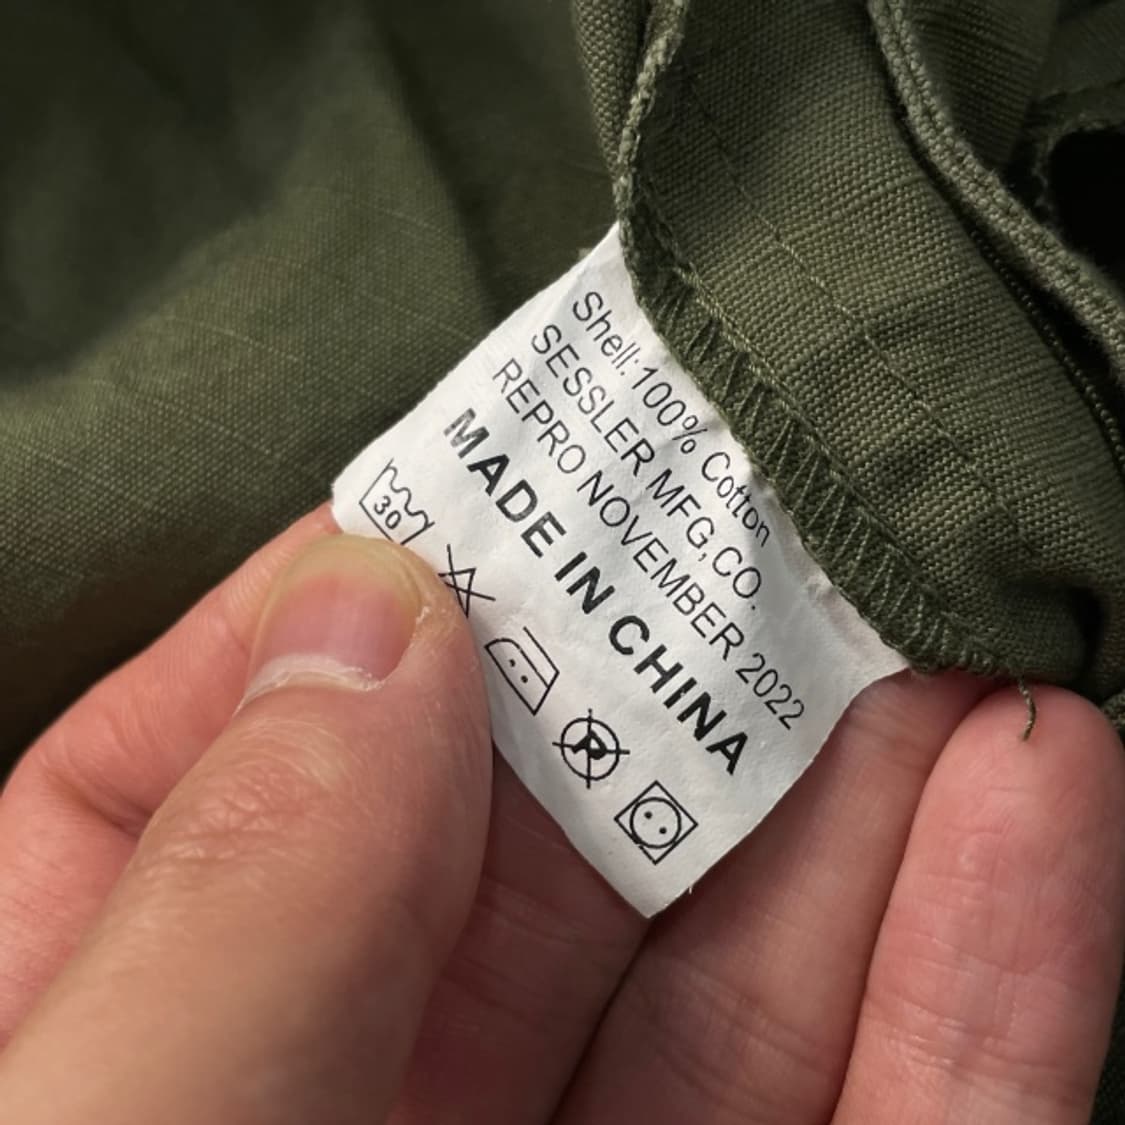 Shell:100% Cotton
SESSLER MFG,CO.
REPRO NOVEMBER 2022
MADE IN CHINA
30
P